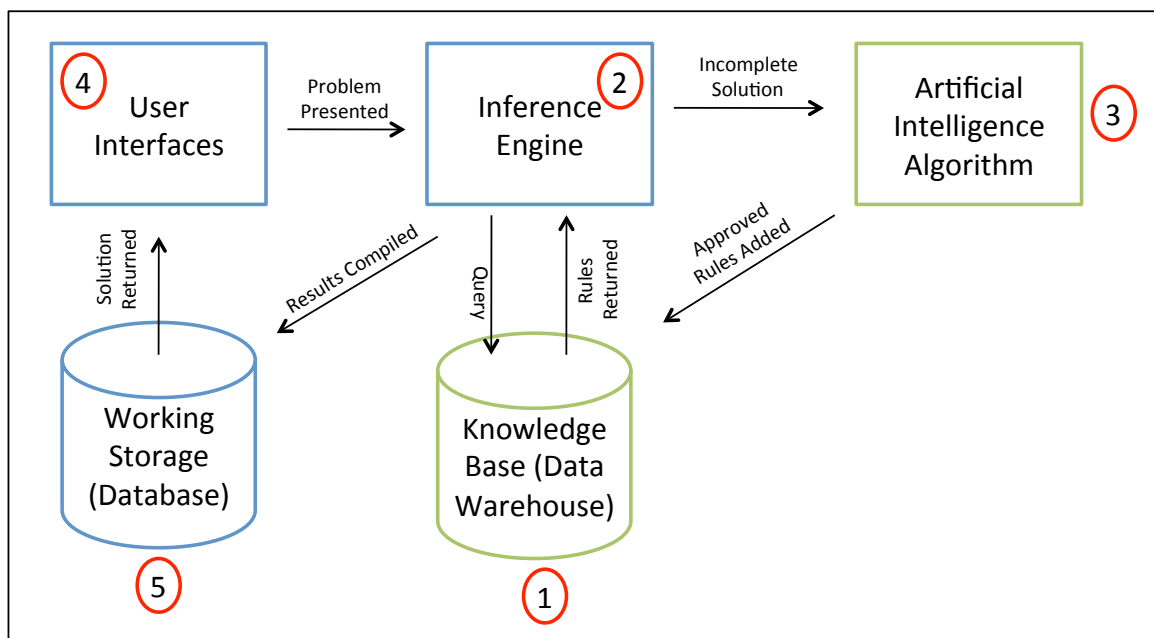 4
User
Interfaces
Problem
Presented
2
Inference
Engine
Incomplete
Solution
Artificial
Intelligence
Algorithm
3
Solution
Returned
Results Compiled
Query
Rules
Returned
Approved
Rules Added
Working
Storage
(Database)
5
Knowledge
Base (Data
Warehouse)
1